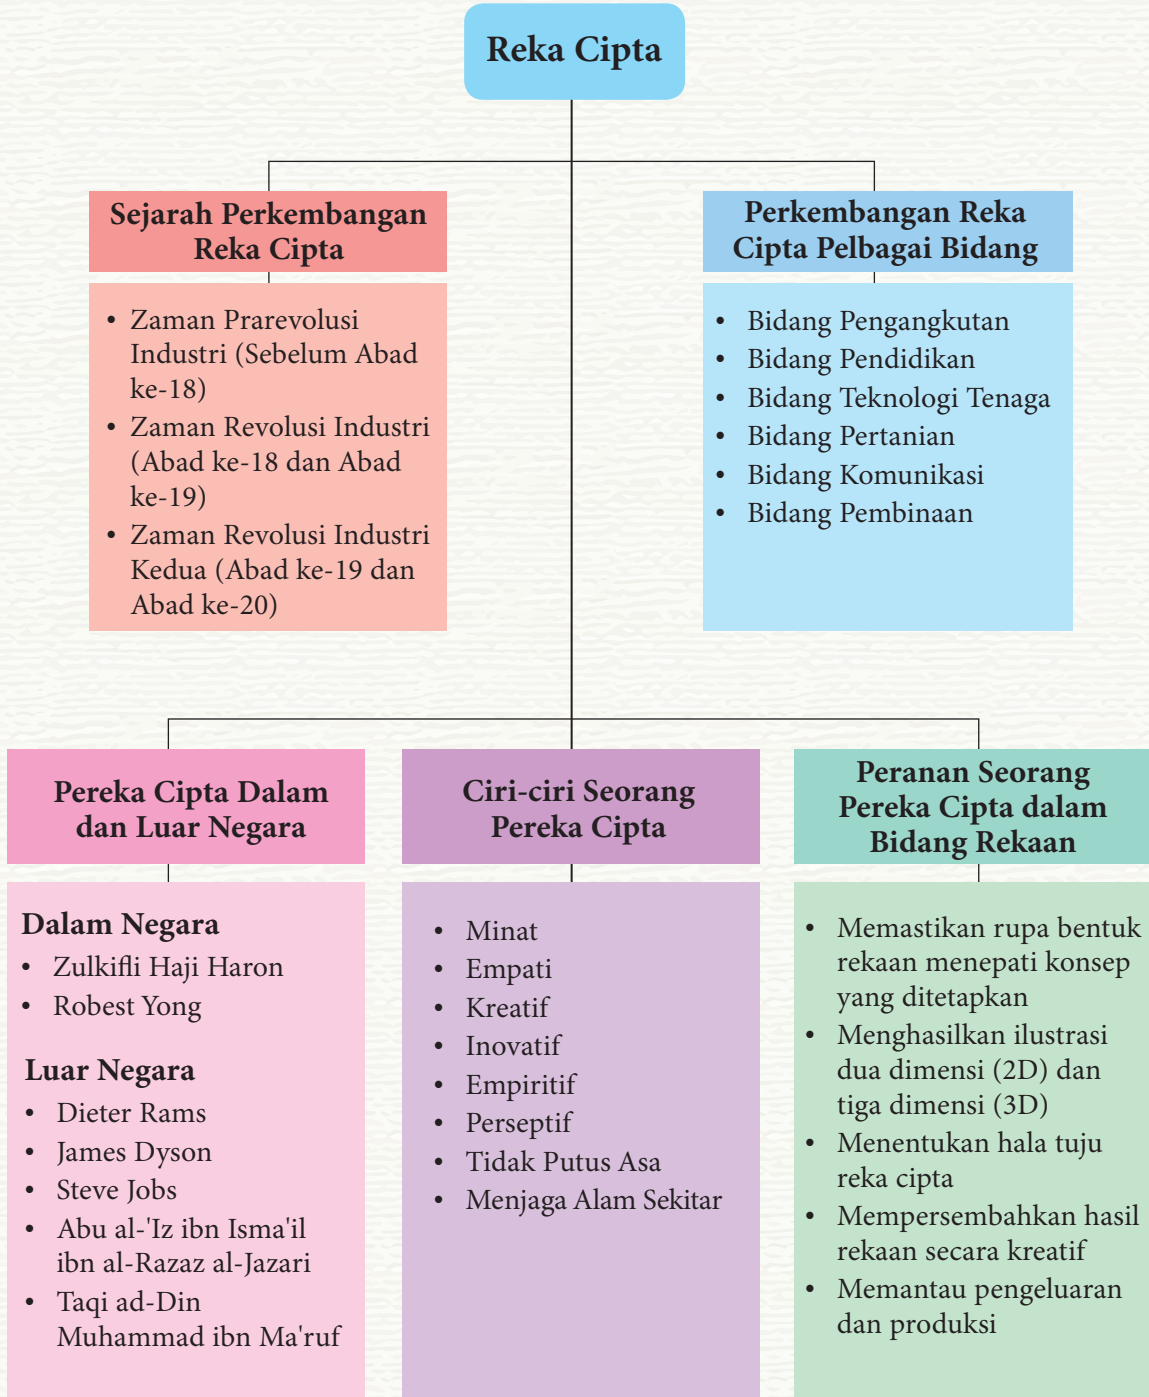 Reka Cipta
Sejarah Perkembangan
Reka Cipta
• Zaman Prarevolusi
Industri (Sebelum Abad
ke-18)
• Zaman Revolusi Industri
(Abad ke-18 dan Abad
ke-19)
• Zaman Revolusi Industri
Kedua (Abad ke-19 dan
Abad ke-20)
Perkembangan Reka
Cipta Pelbagai Bidang
• Bidang Pengangkutan
• Bidang Pendidikan
• Bidang Teknologi Tenaga
• Bidang Pertanian
• Bidang Komunikasi
• Bidang Pembinaan
Pereka Cipta Dalam
dan Luar Negara
Dalam Negara
• Zulkifli Haji Haron
• Robest Yong
Luar Negara
• Dieter Rams
• James Dyson
• Steve Jobs
• Abu al-'Iz ibn Isma'il
ibn al-Razaz al-Jazari
• Taqi ad-Din
Muhammad ibn Ma'ruf
Ciri-ciri Seorang
Pereka Cipta
• Minat
• Empati
• Kreatif
• Inovatif
• Empiritif
• Perseptif
• Tidak Putus Asa
• Menjaga Alam Sekitar
Peranan Seorang
Pereka Cipta dalam
Bidang Rekaan
• Memastikan rupa bentuk
rekaan menepati konsep
yang ditetapkan
• Menghasilkan ilustrasi
dua dimensi (2D) dan
tiga dimensi (3D)
• Menentukan hala tuju
reka cipta
• Mempersembahkan hasil
rekaan secara kreatif
• Memantau pengeluaran
dan produksi